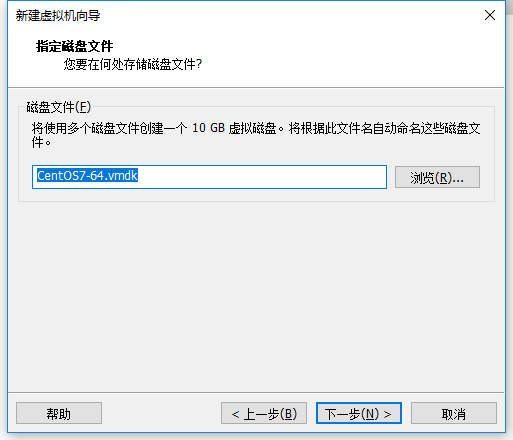 新建虚拟机向导
指定磁盘文件
您要在何处存储磁盘文件?
磁盘文件(F)
将使用多个磁盘文件创建一个 10 GB 虚拟磁盘。将根据此文件名自动命名这些磁盘文
件。
CentOS7-64.vmdk
浏览(R)...
帮助
< 上一步(B)
下一步(N) >
取消